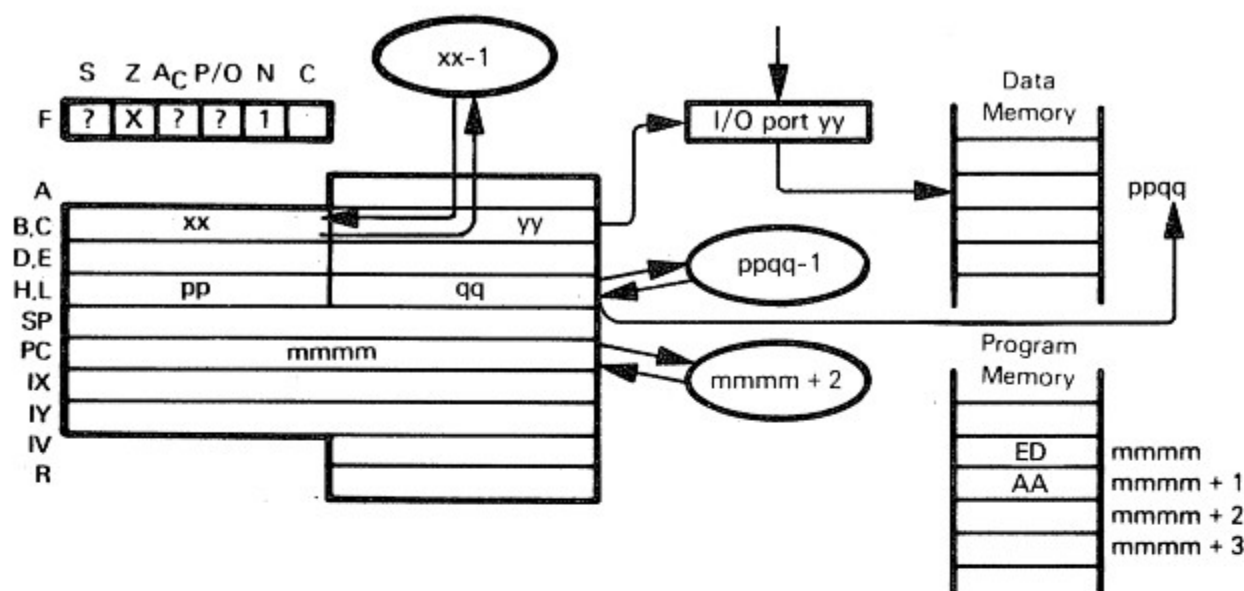 xx-1
S Z AC P/O N C
F ? X ? ? 1
I/O port yy
Data
Memory
ppqq
A
B,C xx yy
D,E
H,L pp qq
ppqq-1
SP
PC mmmm
mmmm + 2
IX
IY
IV
R
Program
Memory
ED mmmm
AA mmmm + 1
mmmm + 2
mmmm + 3